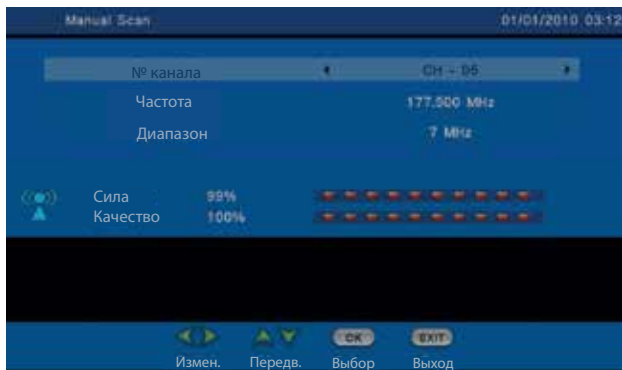 Manual Scan 01/01/2010 03:12
№ канала CH - 05
Частота 177.500 MHz
Диапазон 7 MHz
Сила 99%
Качество 100%
OK EXIT
Измен. Передв. Выбор Выход